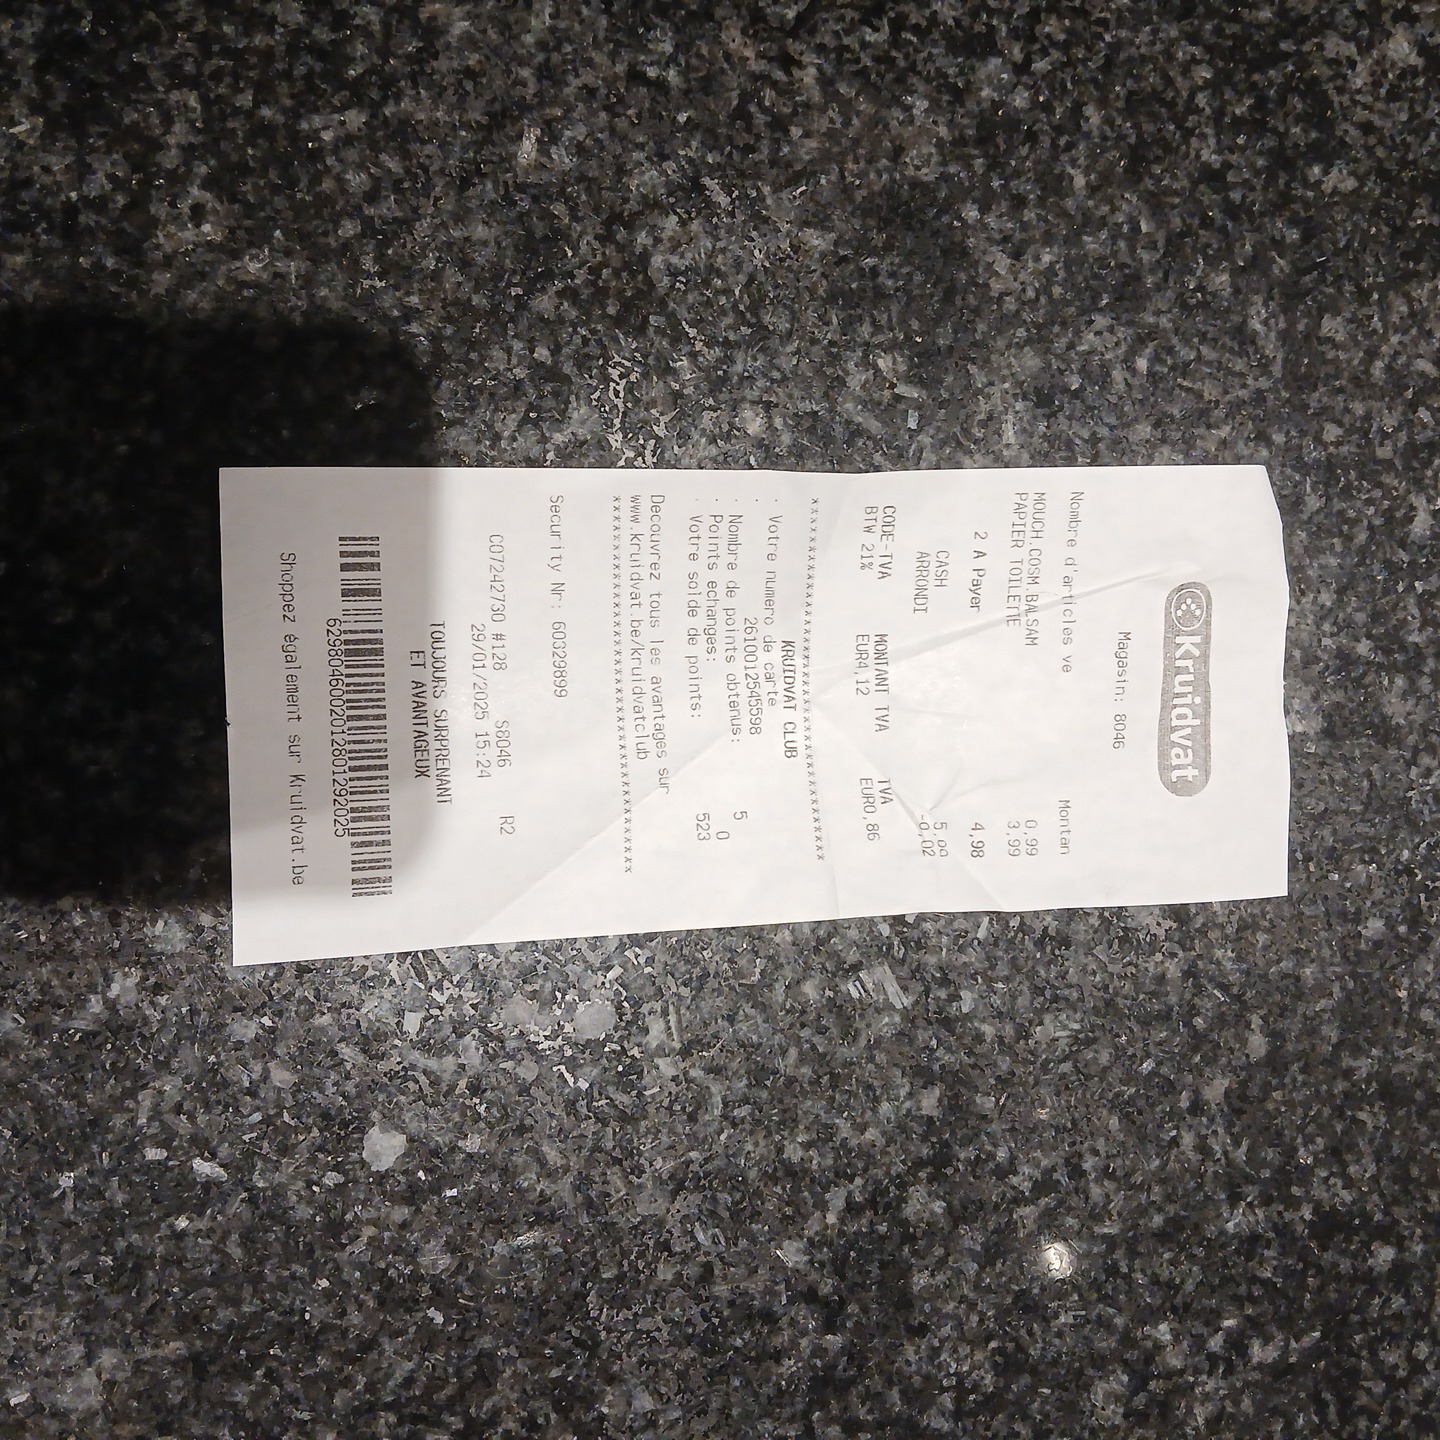 Kruidvat
Magasin: 8046
Nombre d'articles ve Montan
MOUCH.COSM.BALSAM 0,99
PAPIER TOILETTE 3,99
2 A Payer 4,98
CASH 5,00
ARRONDI -0,02
CODE-TVA MONTANT TVA TVA
BTW 21% EUR4,12 EUR0,86
KRUIDVAT CLUB
. Votre numero de carte
. 2610012545598
. Nombre de points obtenus: 5
. Points echanges: 0
. Votre solde de points: 523
Decouvrez tous les avantages sur
www.kruidvat.be/kruidvatclub
Security Nr: 60329899
C07242730 #128 S8046 R2
29/01/2025 15:24
TOUJOURS SURPRENANT
ET AVANTAGEUX
6298046002012801292025
Shoppez également sur Kruidvat.be